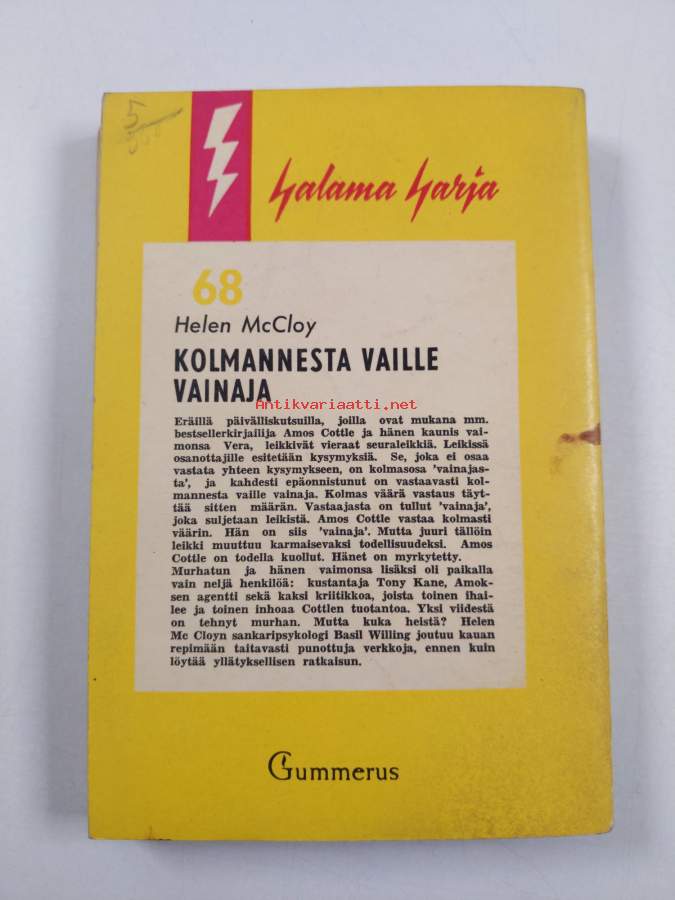 5
Salama Sarja
68
Helen McCloy
KOLMANNESTA VAILLE
VAINAJA
Antikvariaatti.net
Eräillä päivälliskutsuilla, joilla ovat mukana mm.
bestsellerkirjailija Amos Cottle ja hänen kaunis vai-
monsa Vera, leikkivät vieraat seuraleikkiä. Leikissä
osanottajille esitetään kysymyksiä. Se, joka ei osaa
vastata yhteen kysymykseen, on kolmasosa 'vainajas-
ta', ja kahdesti epäonnistunut on vastaavasti kol-
mannesta vaille vainaja. Kolmas väärä vastaus täyt-
tää sitten määrän. Vastaajasta on tullut 'vainaja',
joka suljetaan leikistä. Amos Cottle vastaa kolmasti
väärin. Hän on siis 'vainaja'. Mutta juuri tällöin
leikki muuttuu karmaisevaksi todellisuudeksi. Amos
Cottle on todella kuollut. Hänet on myrkytetty.
Murhatun ja hänen vaimonsa lisäksi oli paikalla
vain neljä henkilöä: kustantaja Tony Kane, Amok-
sen agentti sekä kaksi kriitikkoa, joista toinen ihai-
lee ja toinen inhoaa Cottlen tuotantoa. Yksi viidestä
on tehnyt murhan. Mutta kuka heistä? Helen
Mc Cloyn sankaripsykologi Basil Willing joutuu kauan
repimään taitavasti punottuja verkkoja, ennen kuin
löytää yllätyksellisen ratkaisun.
Gummerus